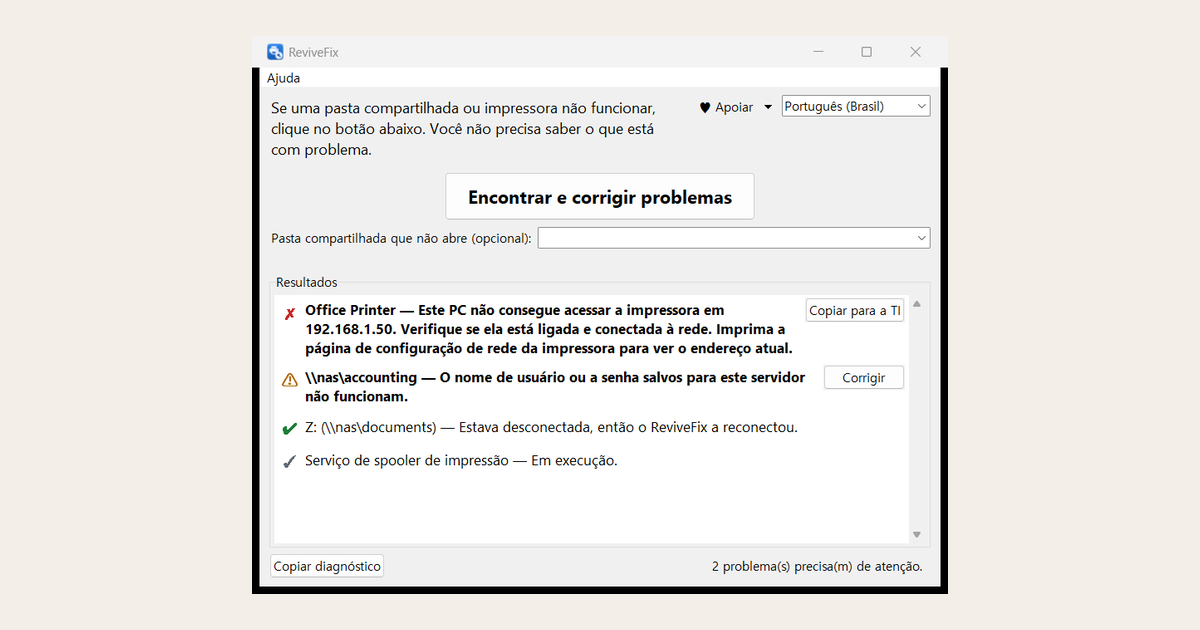 ReviveFix
Ajuda
Se uma pasta compartilhada ou impressora não funcionar,
clique no botão abaixo. Você não precisa saber o que está
com problema.
♥ Apoiar
Português (Brasil)
Encontrar e corrigir problemas
Pasta compartilhada que não abre (opcional):
Resultados
Office Printer — Este PC não consegue acessar a impressora em
192.168.1.50. Verifique se ela está ligada e conectada à rede. Imprima a
página de configuração de rede da impressora para ver o endereço atual.
Copiar para a TI
\\nas\accounting — O nome de usuário ou a senha salvos para este servidor
não funcionam.
Corrigir
Z: (\\nas\documents) — Estava desconectada, então o ReviveFix a reconectou.
Serviço de spooler de impressão — Em execução.
Copiar diagnóstico
2 problema(s) precisa(m) de atenção.